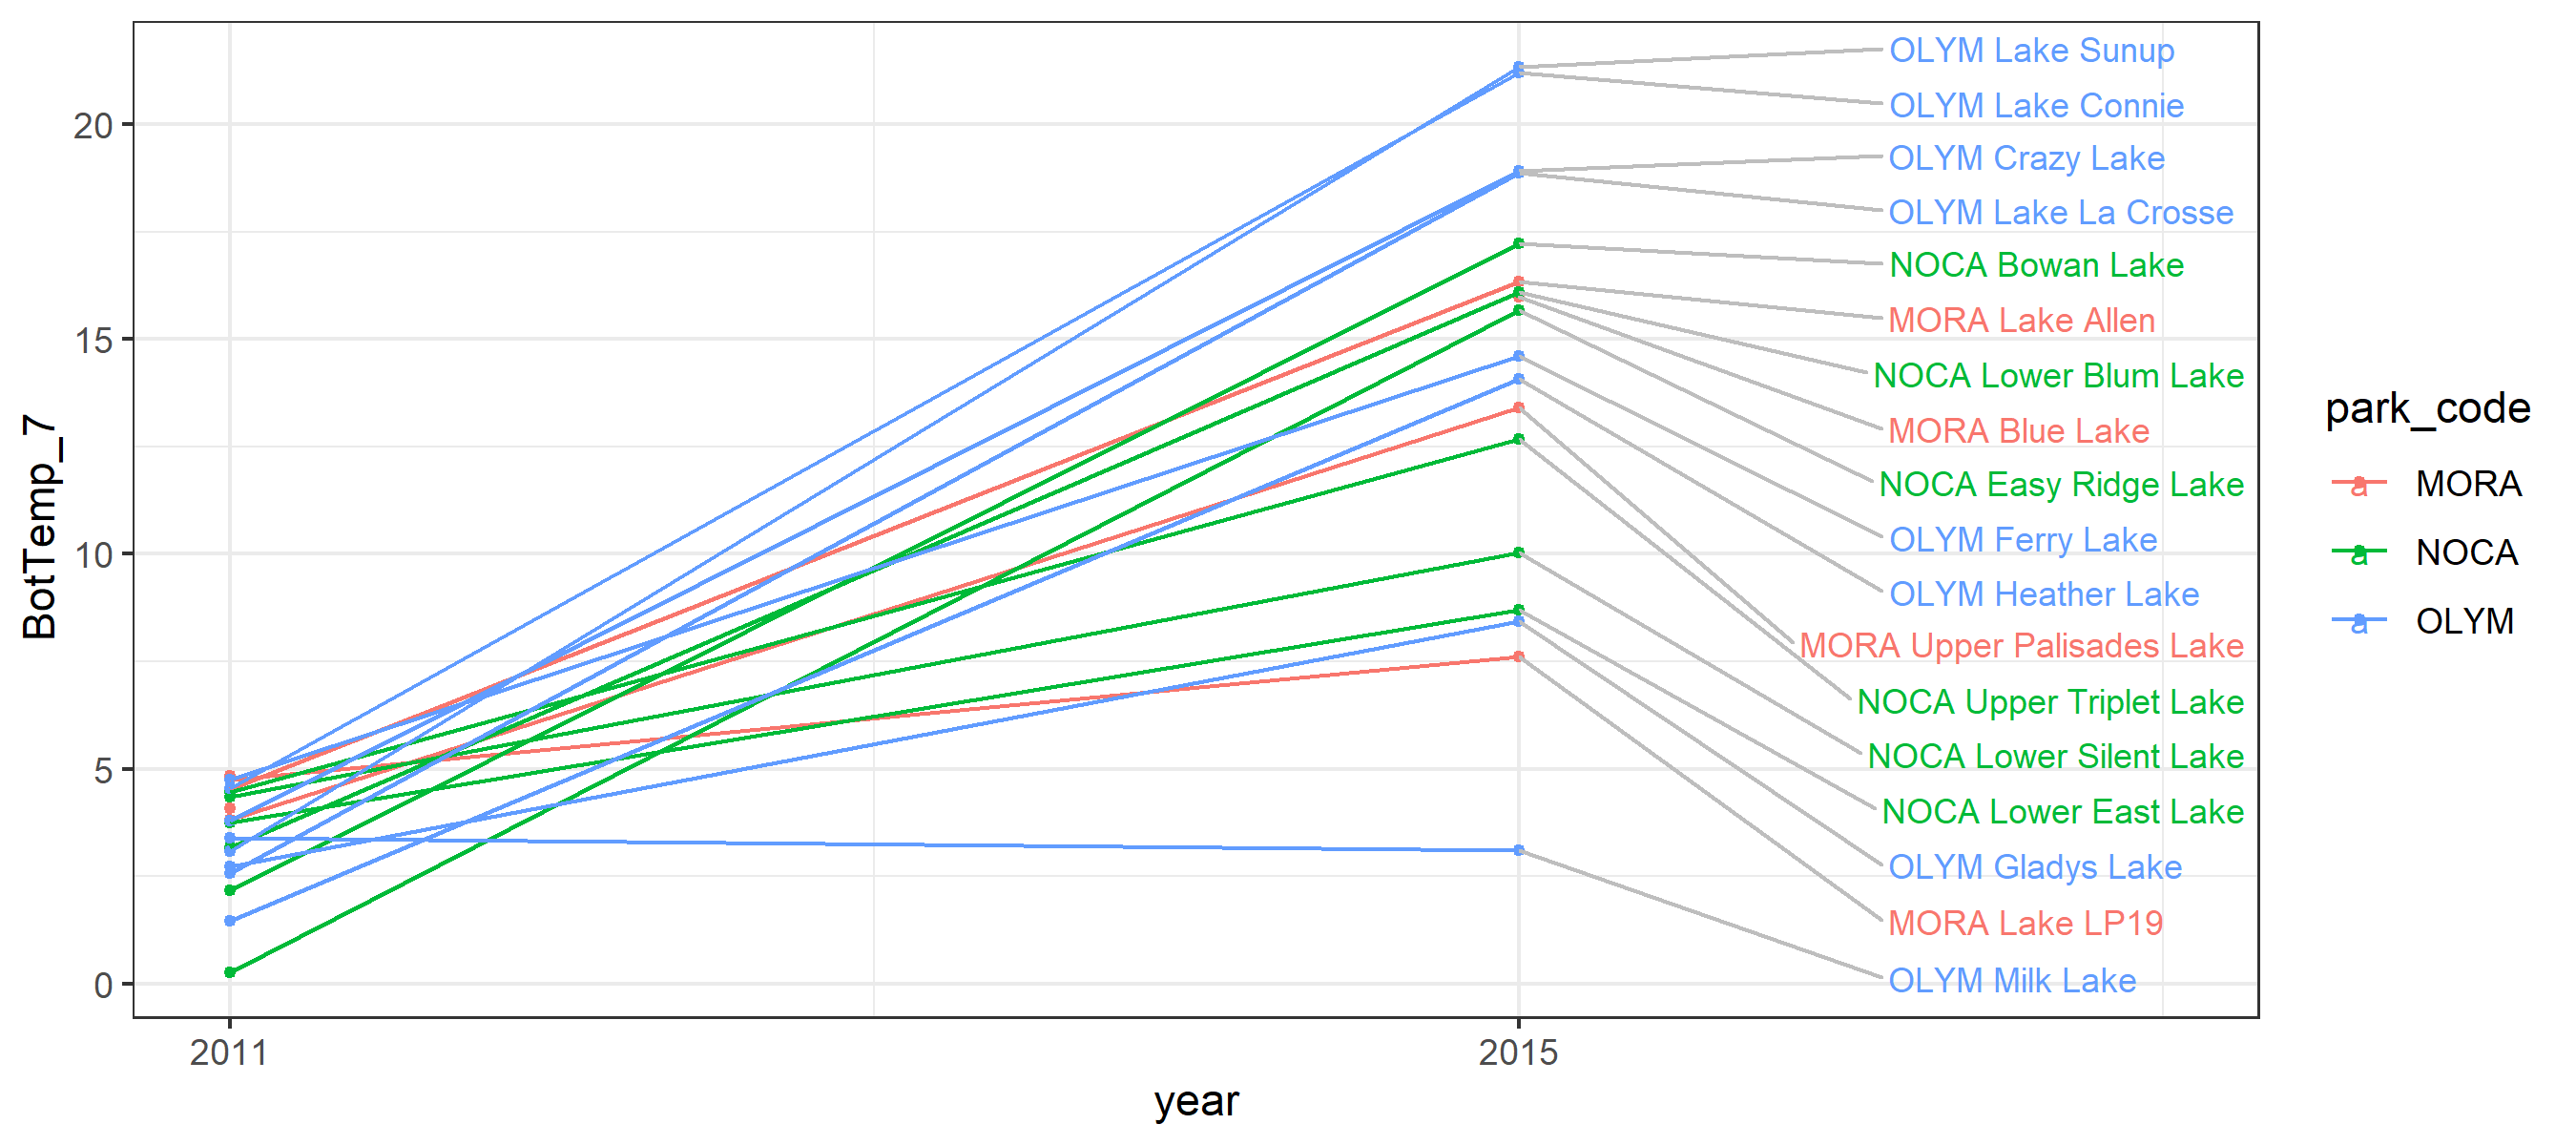 BotTemp_7
20
15
10
5
0
2011
2015
year
OLYM Lake Sunup
OLYM Lake Connie
OLYM Crazy Lake
OLYM Lake La Crosse
NOCA Bowan Lake
MORA Lake Allen
NOCA Lower Blum Lake
MORA Blue Lake
NOCA Easy Ridge Lake
OLYM Ferry Lake
OLYM Heather Lake
MORA Upper Palisades Lake
NOCA Upper Triplet Lake
NOCA Lower Silent Lake
NOCA Lower East Lake
OLYM Gladys Lake
MORA Lake LP19
OLYM Milk Lake
park_code
a MORA
a NOCA
a OLYM